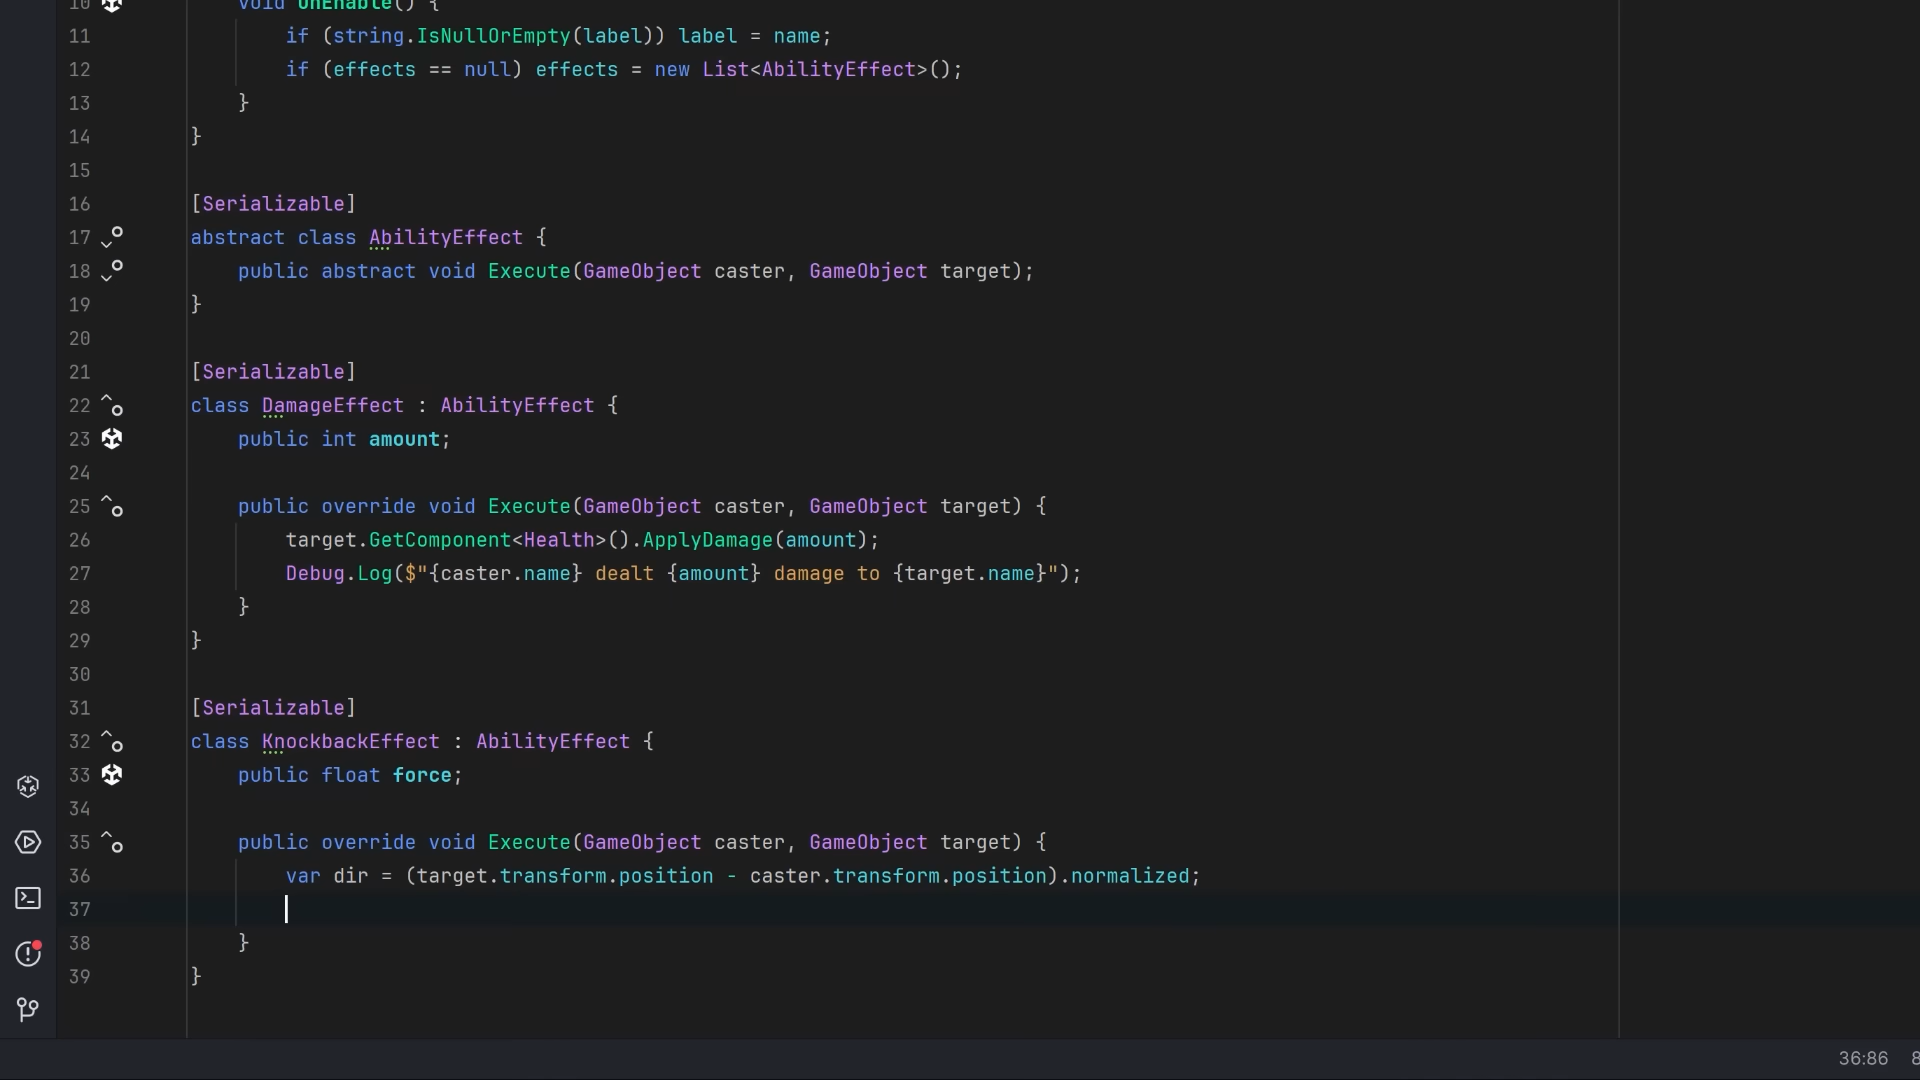 10 void OnEnable() {
11 if (string.IsNullOrEmpty(label)) label = name;
12 if (effects == null) effects = new List<AbilityEffect>();
13 }
14 }
15
16 [Serializable]
17 abstract class AbilityEffect {
18 public abstract void Execute(GameObject caster, GameObject target);
19 }
20
21 [Serializable]
22 class DamageEffect : AbilityEffect {
23 public int amount;
24
25 public override void Execute(GameObject caster, GameObject target) {
26 target.GetComponent<Health>().ApplyDamage(amount);
27 Debug.Log($"{caster.name} dealt {amount} damage to {target.name}");
28 }
29 }
30
31 [Serializable]
32 class KnockbackEffect : AbilityEffect {
33 public float force;
34
35 public override void Execute(GameObject caster, GameObject target) {
36 var dir = (target.transform.position - caster.transform.position).normalized;
37
38 }
39 }
36:86